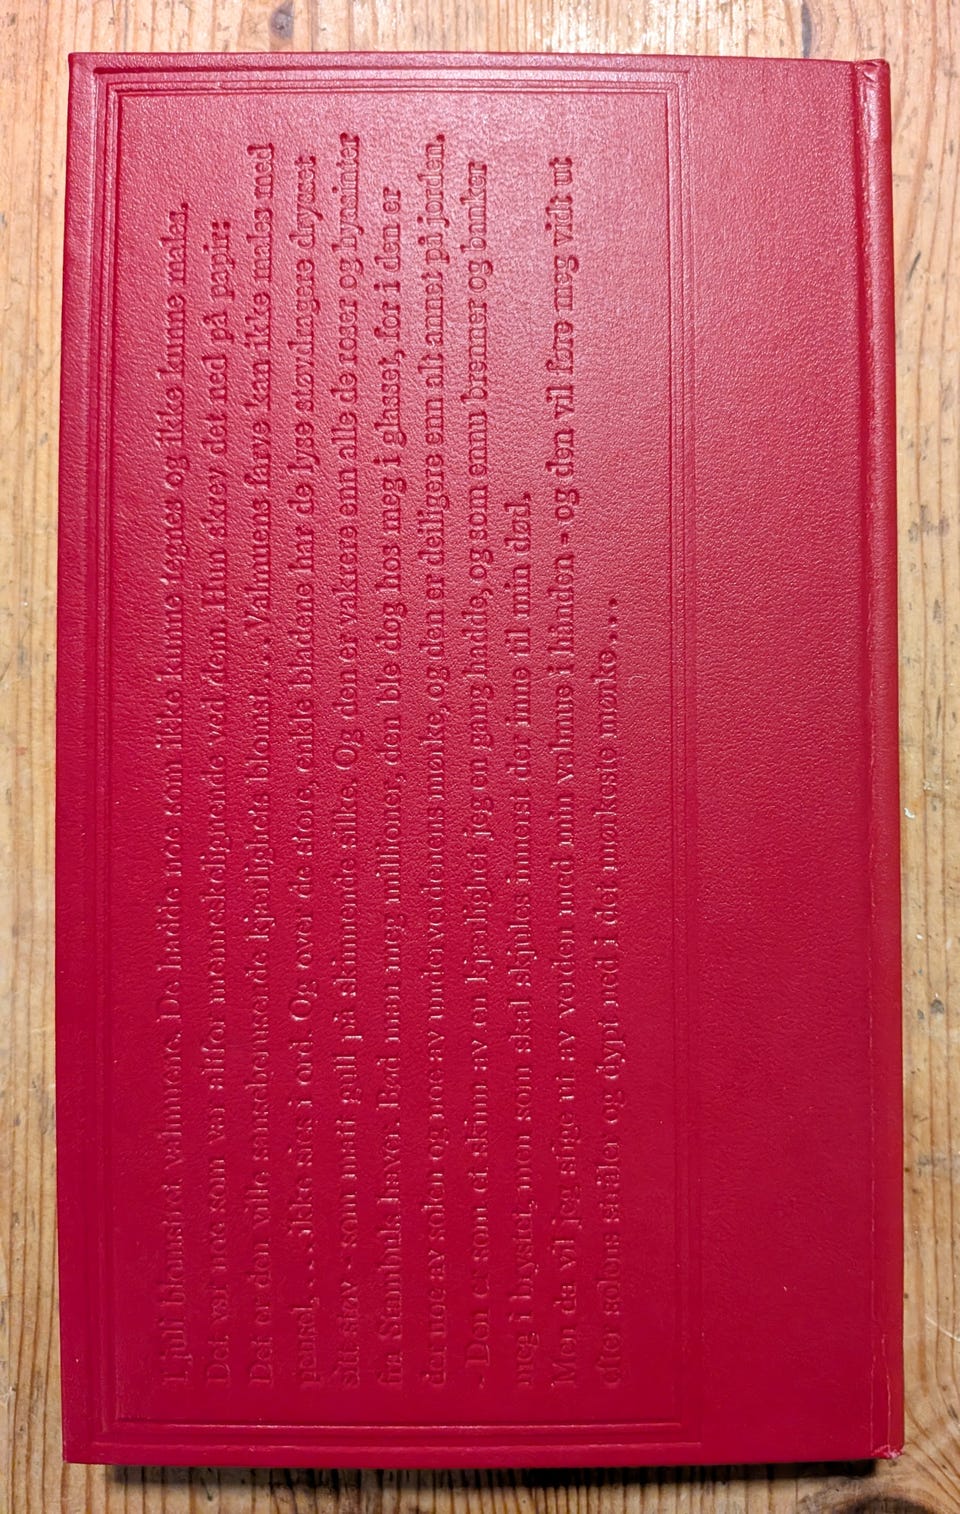 I juli blomstret valmuene. De hadde noe som ikke kunne tegnes og ikke kunne males.
Det var noe som var altfor menneskelignende ved dem. Hun skrev det ned på papir:
Det er den ville sanseberusende kjærlighets blomst . . . Valmuens farve kan ikke males med
pensel, . . . ikke sies i ord. Og over de store, enkle bladene har de lyse støvdragere drysset
sitt støv - som matt gull på skinnende silke. Og den er vakrere enn alle de roser og hyasinter
fra haver. Bød man meg millioner, den ble dog hos meg i glasset, for i den er
der noe av solen og noe av underverdenens mørke, og den er deiligere enn alt annet på jorden.
. Den er som et skinn av en kjærlighet jeg en gang hadde, og som ennu brenner og banker
meg i brystet, men som skal skjules innerst der inne til min død.
Men da vil jeg stige ut av verden med min valmue i hånden - og den vil føre meg vidt ut
efter solens stråler og dypt ned i det mørkeste mørke . . . .